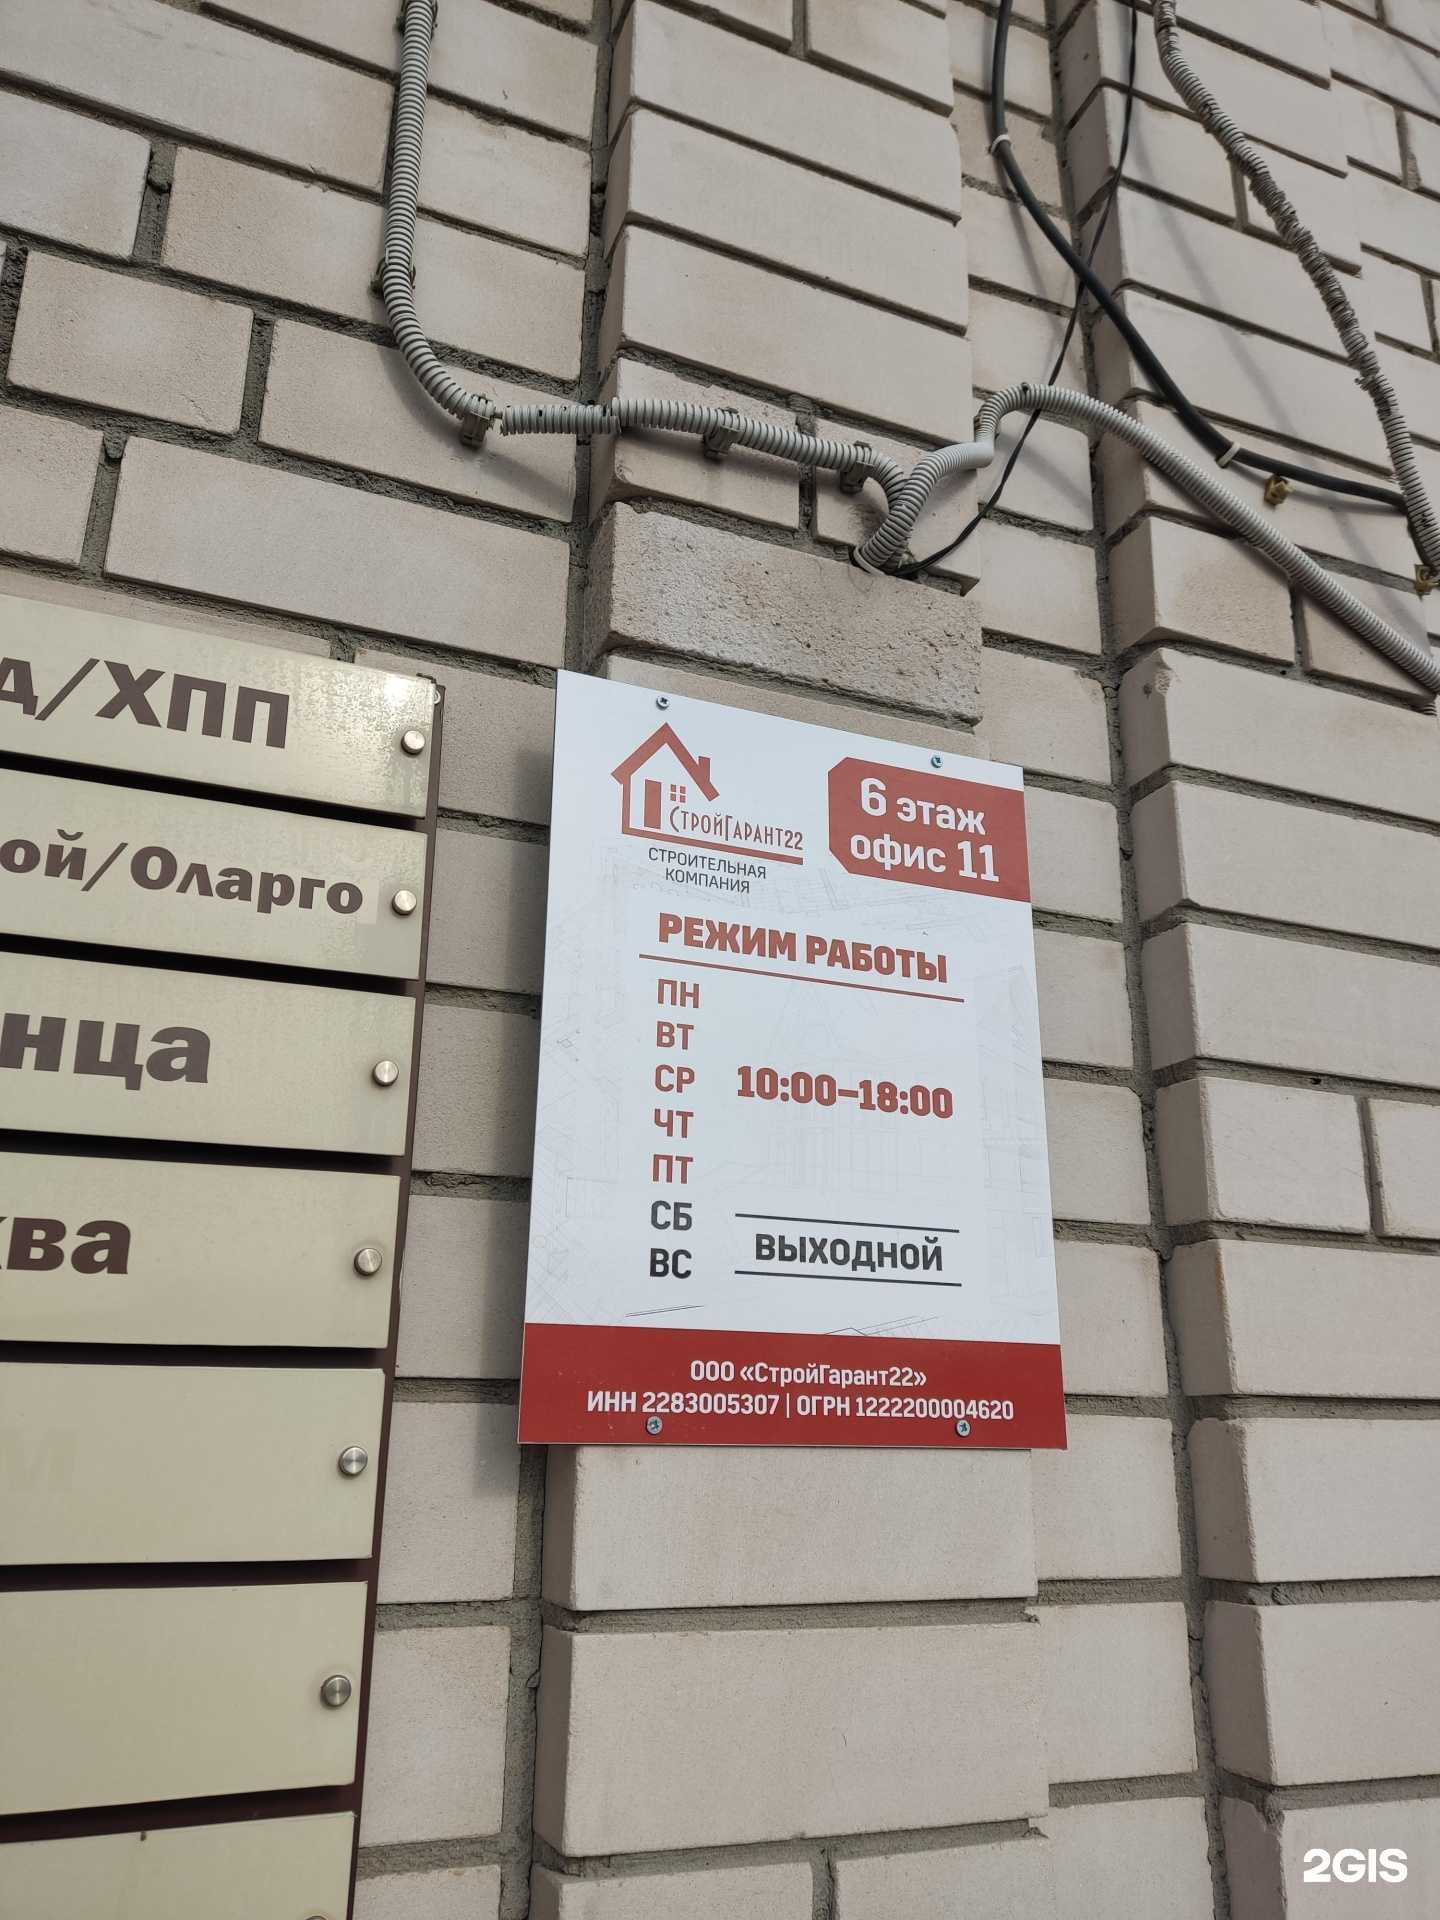 Д/ХПП
ой/Оларго
нца
ква
СтройГарант22
СТРОИТЕЛЬНАЯ
КОМПАНИЯ
6 этаж
офис 11
РЕЖИМ РАБОТЫ
ПН
ВТ
СР 10:00–18:00
ЧТ
ПТ
СБ
ВЫХОДНОЙ
ВС
ООО «СтройГарант22»
ИНН 2283005307 | ОГРН 1222200004620
2GIS